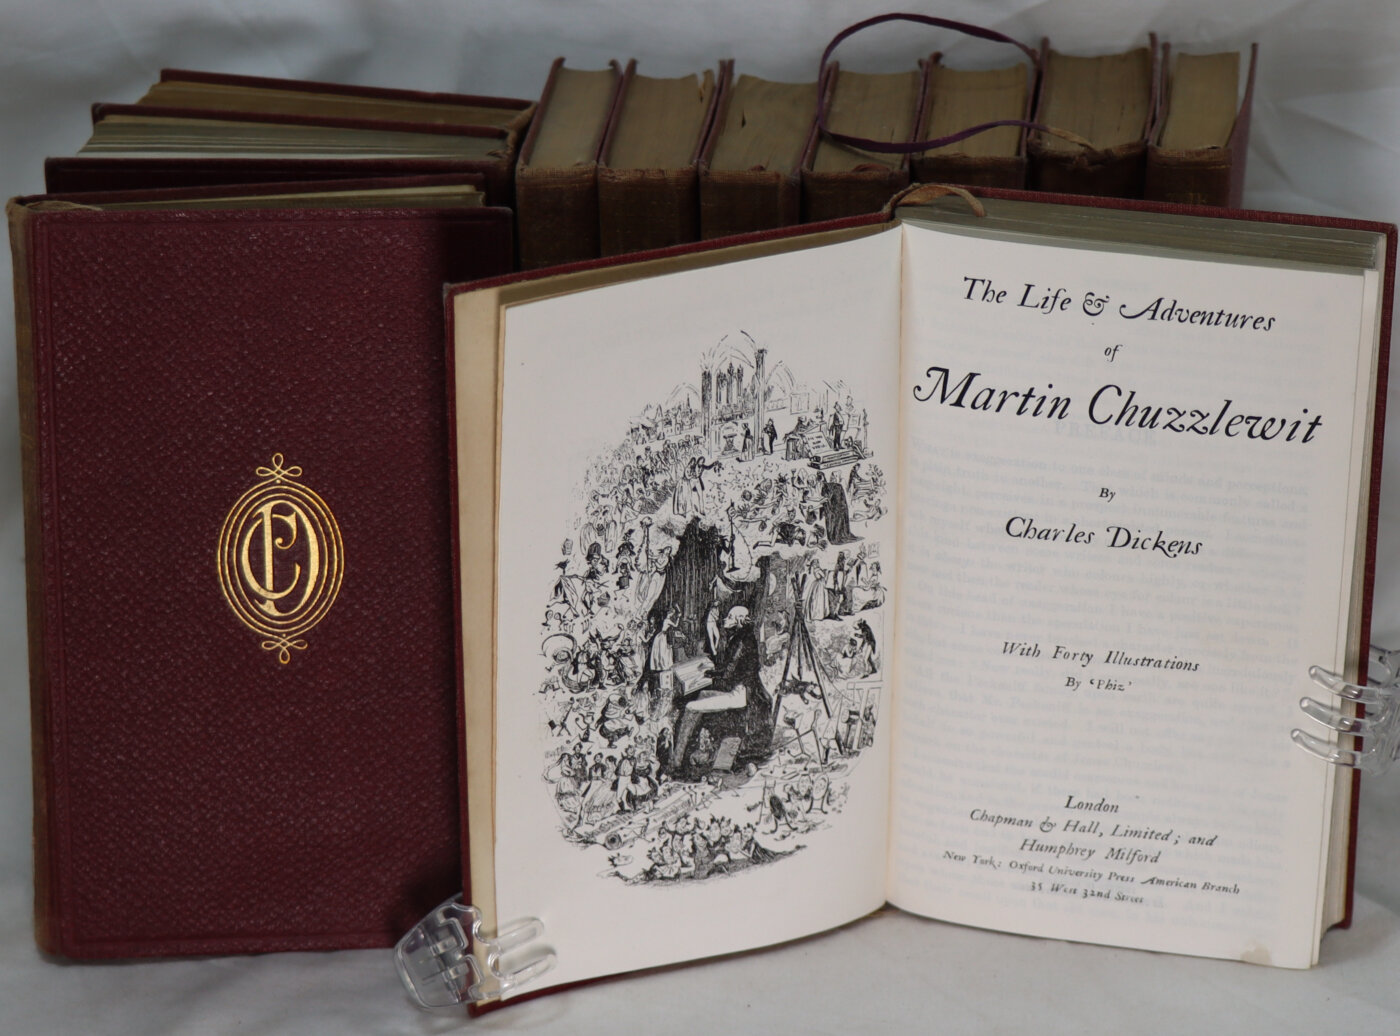 The Life & Adventures
of
Martin Chuzzlewit
By
Charles Dickens
With Forty Illustrations
By 'Phiz'
London
Chapman & Hall, Limited; and
Humphrey Milford
New York: Oxford University Press American Branch
35 West 32nd Street